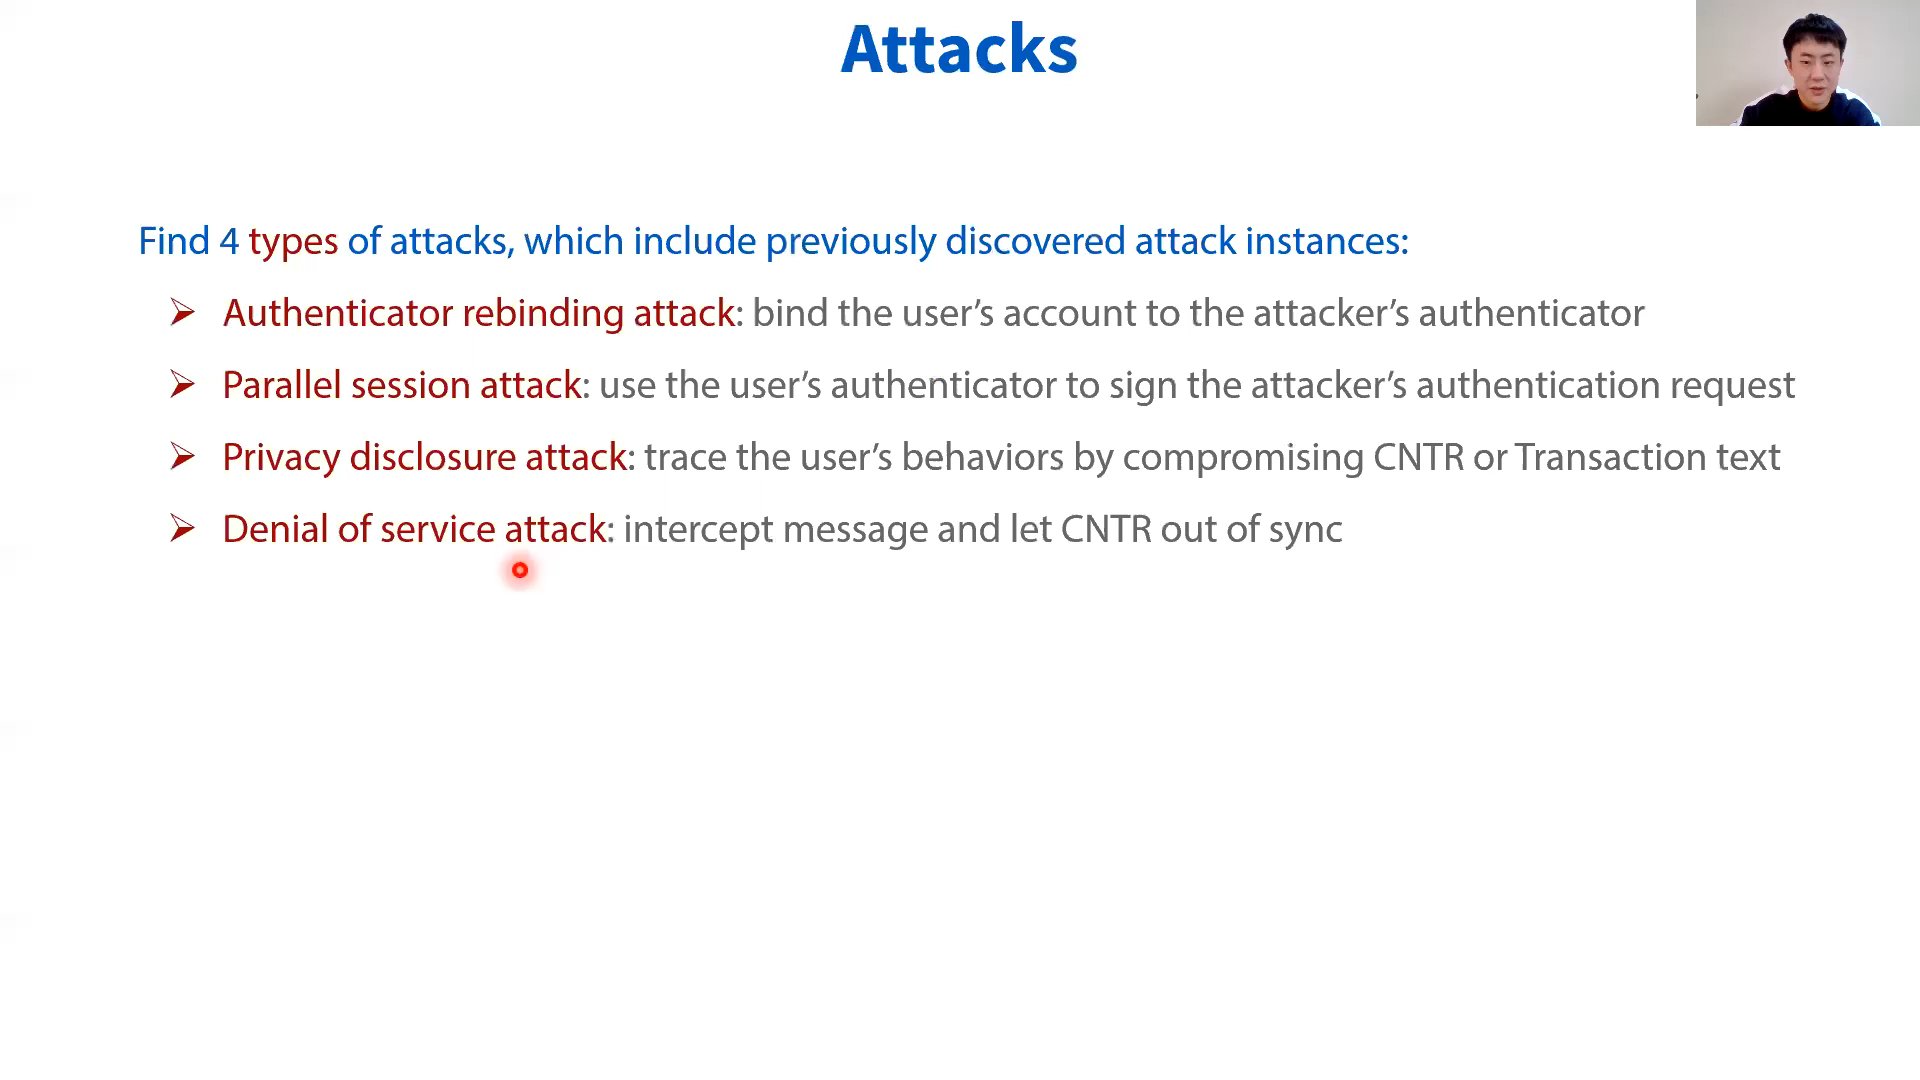 Attacks
Find 4 types of attacks, which include previously discovered attack instances:
Authenticator rebinding attack: bind the user’s account to the attacker’s authenticator
Parallel session attack: use the user’s authenticator to sign the attacker’s authentication request
Privacy disclosure attack: trace the user’s behaviors by compromising CNTR or Transaction text
Denial of service attack: intercept message and let CNTR out of sync